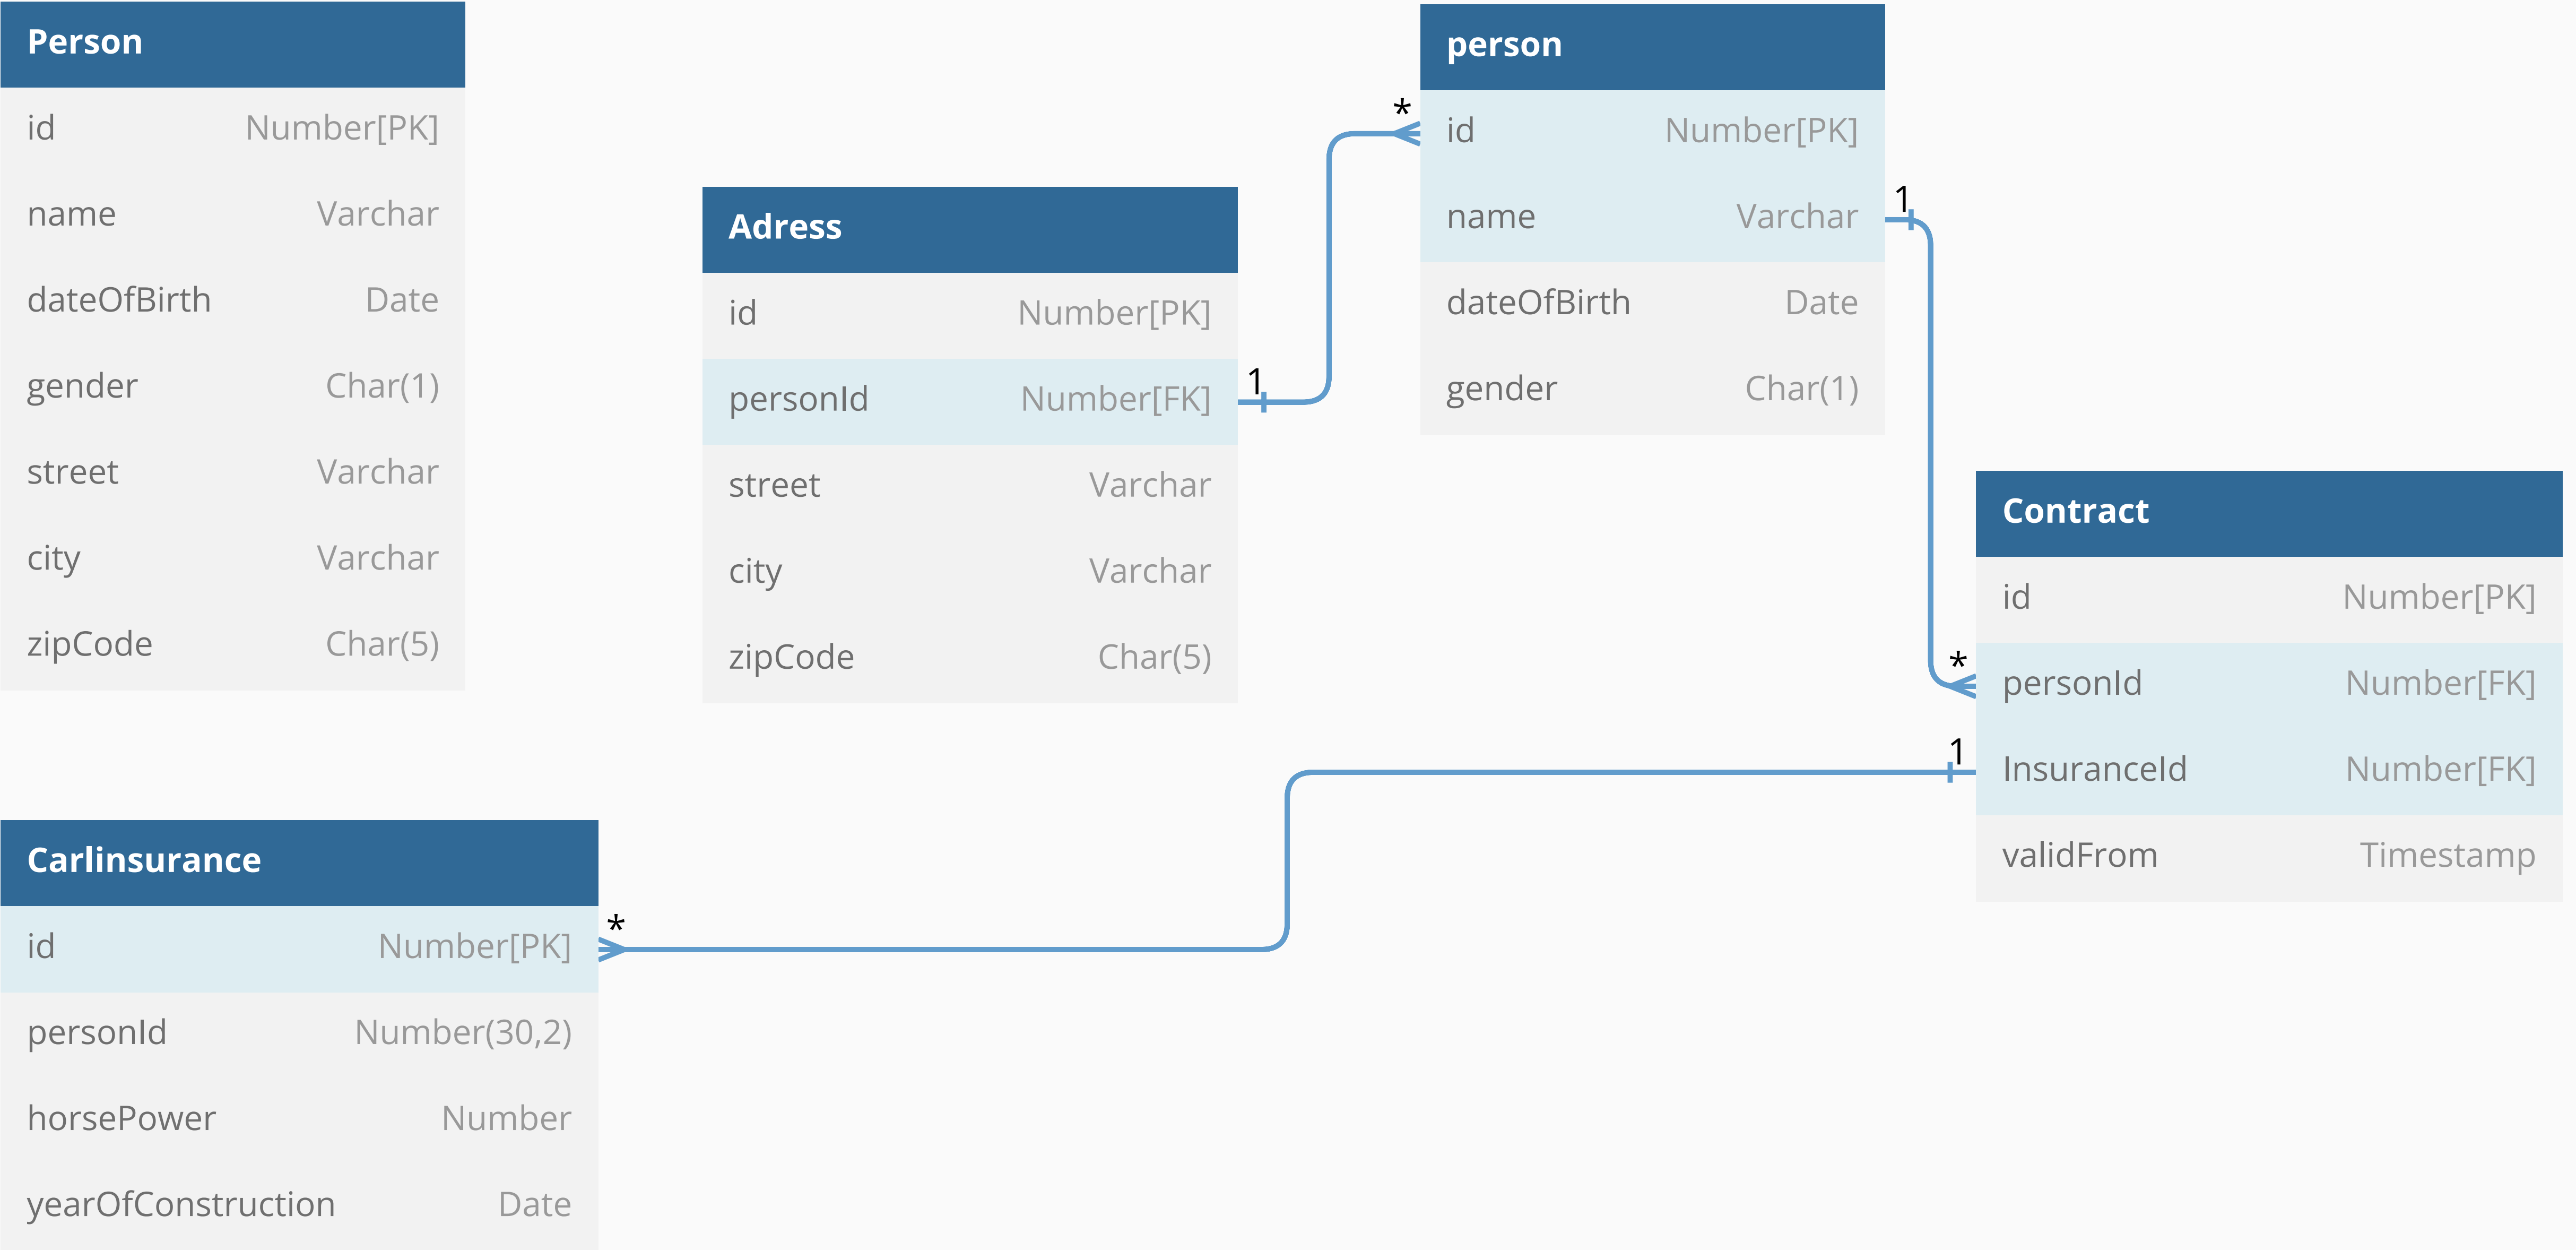 Person
id Number[PK]
name Varchar
dateOfBirth Date
gender Char(1)
street Varchar
city Varchar
zipCode Char(5)
Adress
id Number[PK]
personId Number[FK]
street Varchar
city Varchar
zipCode Char(5)
1
*
person
id Number[PK]
name Varchar
dateOfBirth Date
gender Char(1)
1
*
Contract
id Number[PK]
personId Number[FK]
InsuranceId Number[FK]
validFrom Timestamp
1
*
Carlinsurance
id Number[PK]
personId Number(30,2)
horsePower Number
yearOfConstruction Date